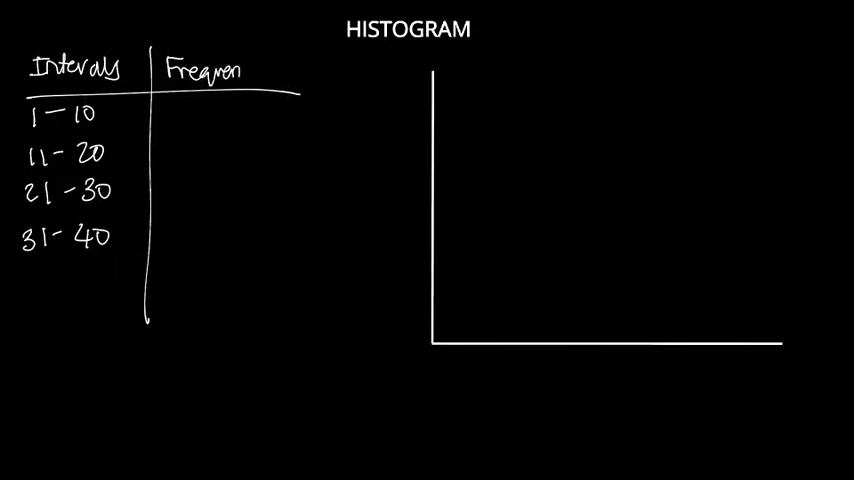 HISTOGRAM
Intervals Frequen
1 - 10
11 - 20
21 - 30
31 - 40